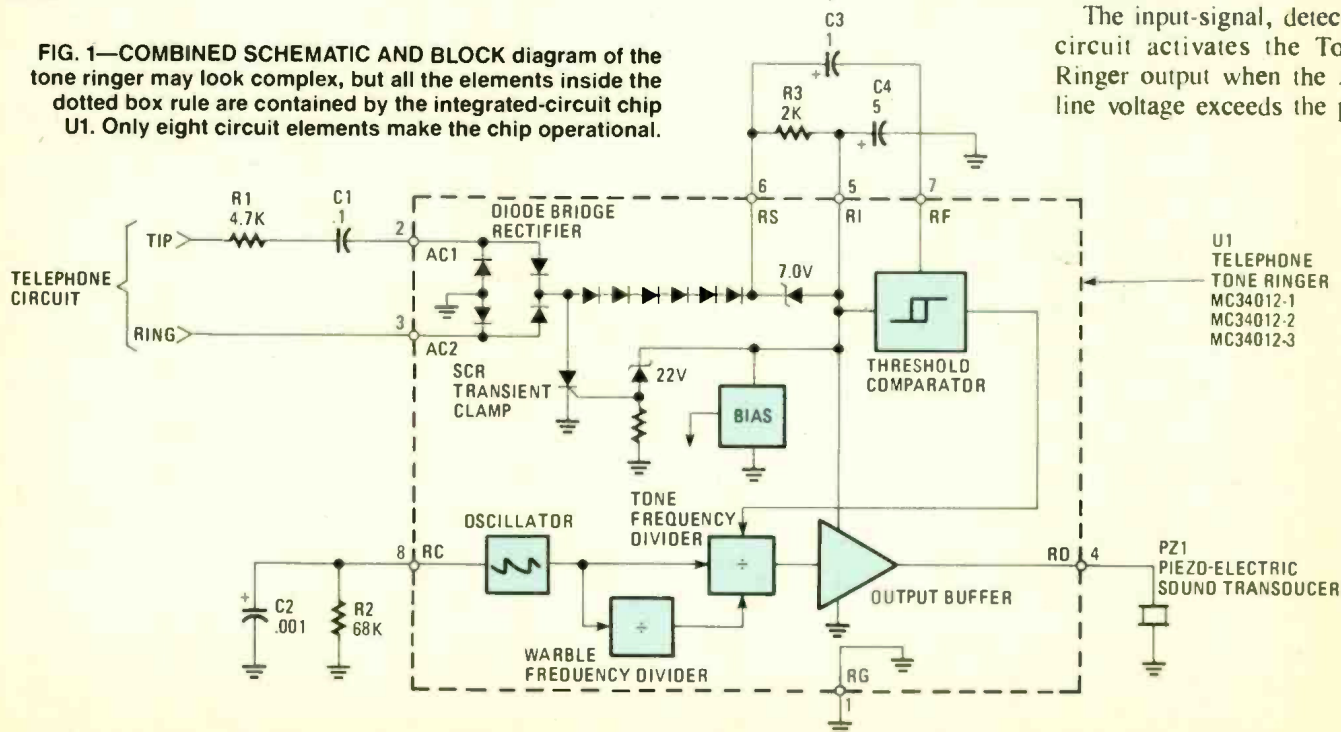 FIG. 1—COMBINED SCHEMATIC AND BLOCK diagram of the
tone ringer may look complex, but all the elements inside the
dotted box rule are contained by the integrated-circuit chip
U1. Only eight circuit elements make the chip operational.
The input-signal, detec
circuit activates the To
Ringer output when the
line voltage exceeds the p
C3
1
+
R3
2K
C4
5
+
6
RS
5
RI
7
RF
R1
4.7K
C1
.1
2
AC1
DIODE BRIDGE
RECTIFIER
TIP
TELEPHONE
CIRCUIT
RING
3
AC2
7.0V
U1
TELEPHONE
TONE RINGER
MC34012-1
MC34012-2
MC34012-3
SCR
TRANSIENT
CLAMP
22V
BIAS
THRESHOLD
COMPARATOR
OSCILLATOR
TONE
FREQUENCY
DIVIDER
8
RC
÷
RO
4
PZ1
PIEZO-ELECTRIC
SOUND TRANSDUCER
+
C2
.001
R2
68K
÷
OUTPUT BUFFER
WARBLE
FREQUENCY DIVIDER
RG
1